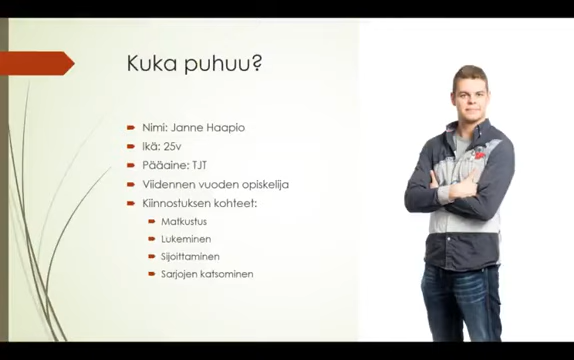 Kuka puhuu?
Nimi: Janne Haapio
Ikä: 25v
Pääaine: TJT
Viidennen vuoden opiskelija
Kiinnostuksen kohteet:
Matkustus
Lukeminen
Sijoittaminen
Sarjojen katsominen